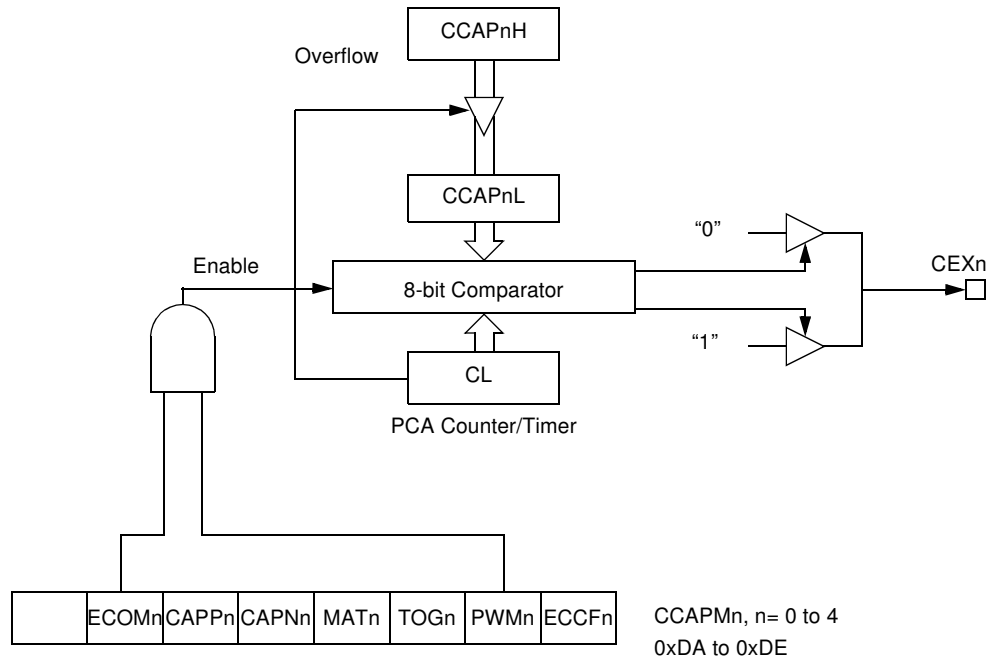 CCAPnH
Overflow
CCAPnL
“0”
Enable
CEXn
8-bit Comparator
“1”
CL
PCA Counter/Timer
ECOMn CAPPn CAPNn MATn TOGn PWMn ECCFn
CCAPMn, n= 0 to 4
0xDA to 0xDE